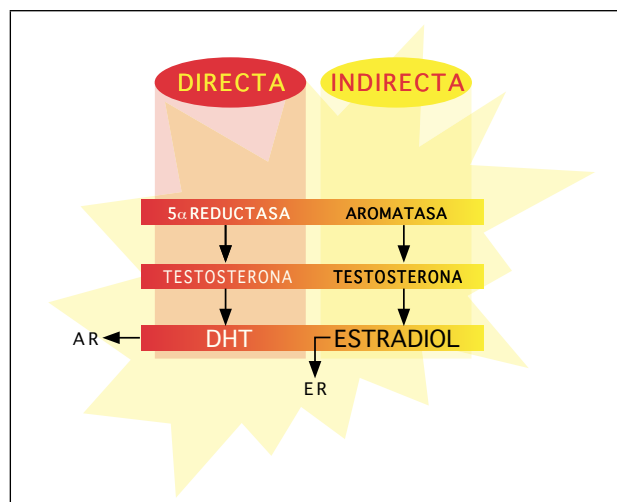 DIRECTA INDIRECTA
5α REDUCTASA AROMATASA
TESTOSTERONA TESTOSTERONA
AR DHT ESTRADIOL
ER